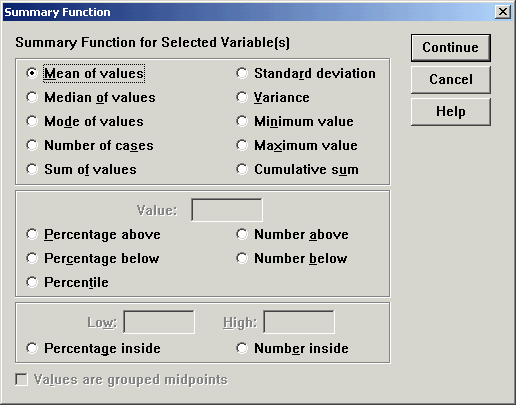 Summary Function
Summary Function for Selected Variable(s)
Continue
Cancel
Help
Mean of values
Standard deviation
Median of values
Variance
Mode of values
Minimum value
Number of cases
Maximum value
Sum of values
Cumulative sum
Value:
Percentage above
Number above
Percentage below
Number below
Percentile
Low:
High:
Percentage inside
Number inside
Values are grouped midpoints